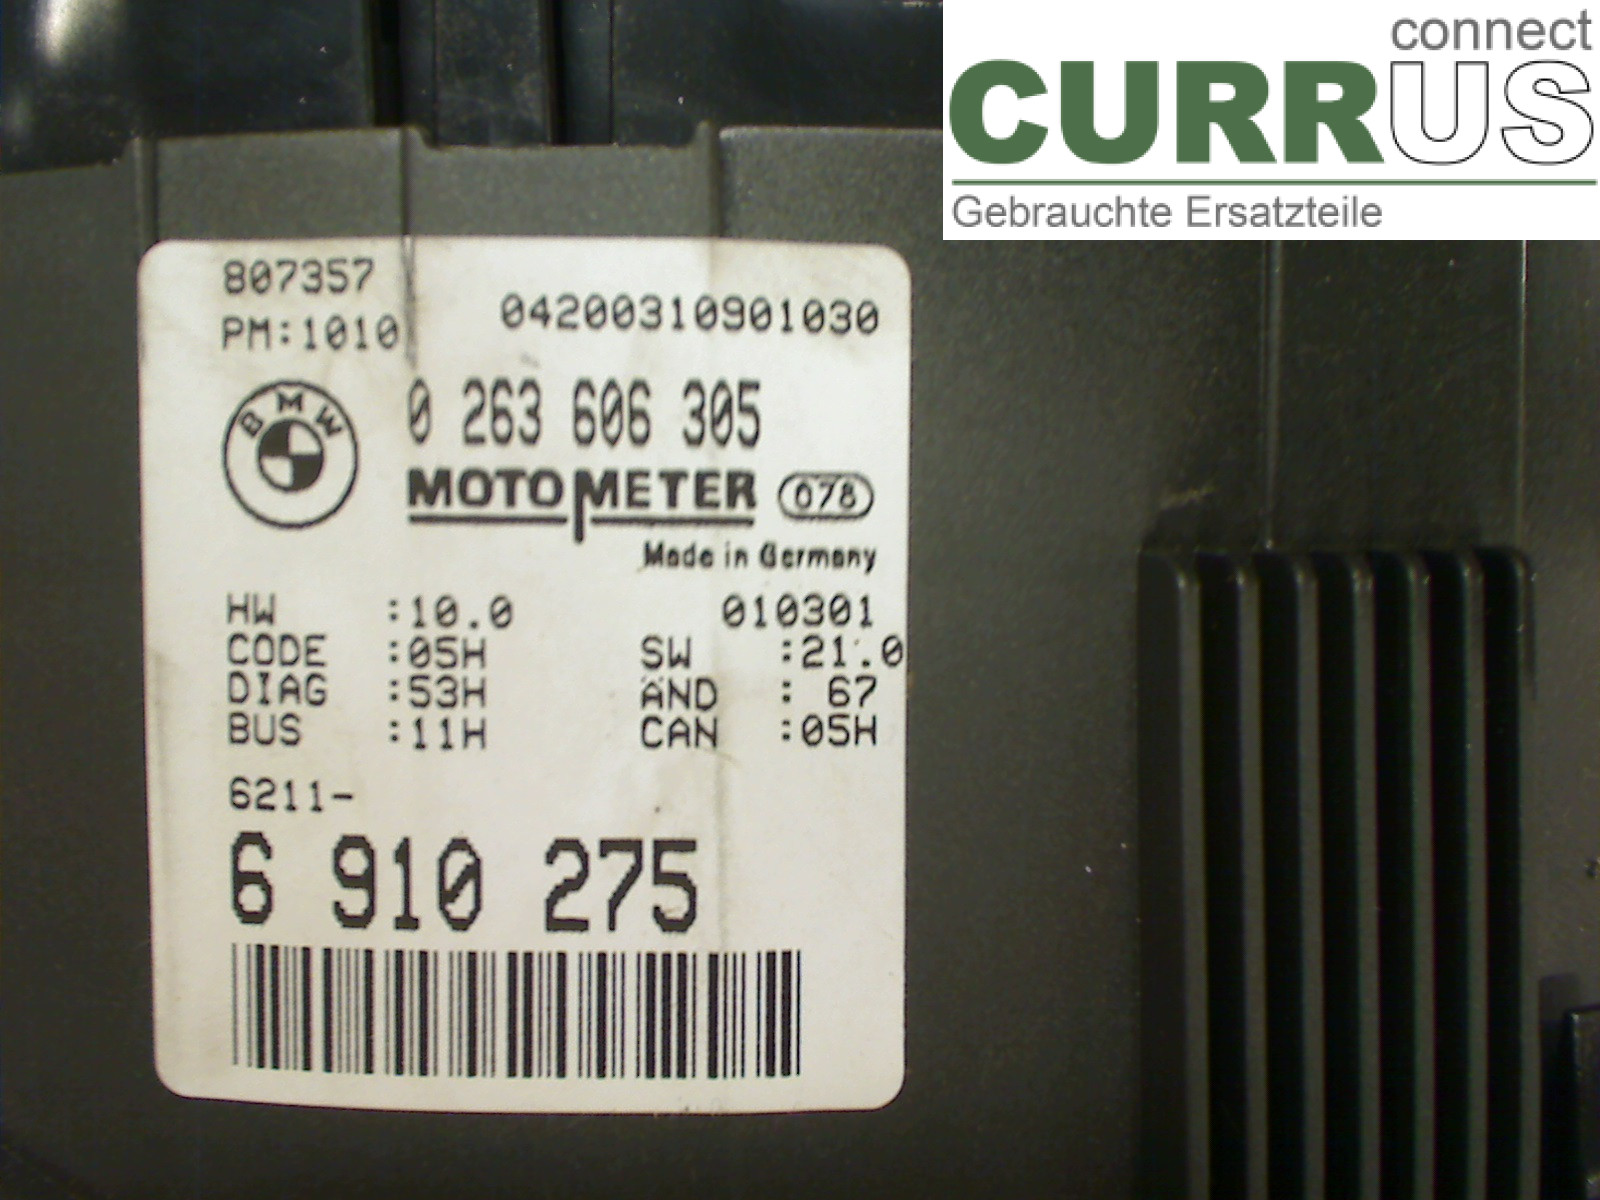 connect
CURRUS
Gebrauchte Ersatzteile
807357
PM:1010
04200310901030
BMW
0 263 606 305
MOTOMETER 078
Made in Germany
HW :10.0 010301
CODE :05H SW :21.0
DIAG :53H ÄND : 67
BUS :11H CAN :05H
6211-
6 910 275